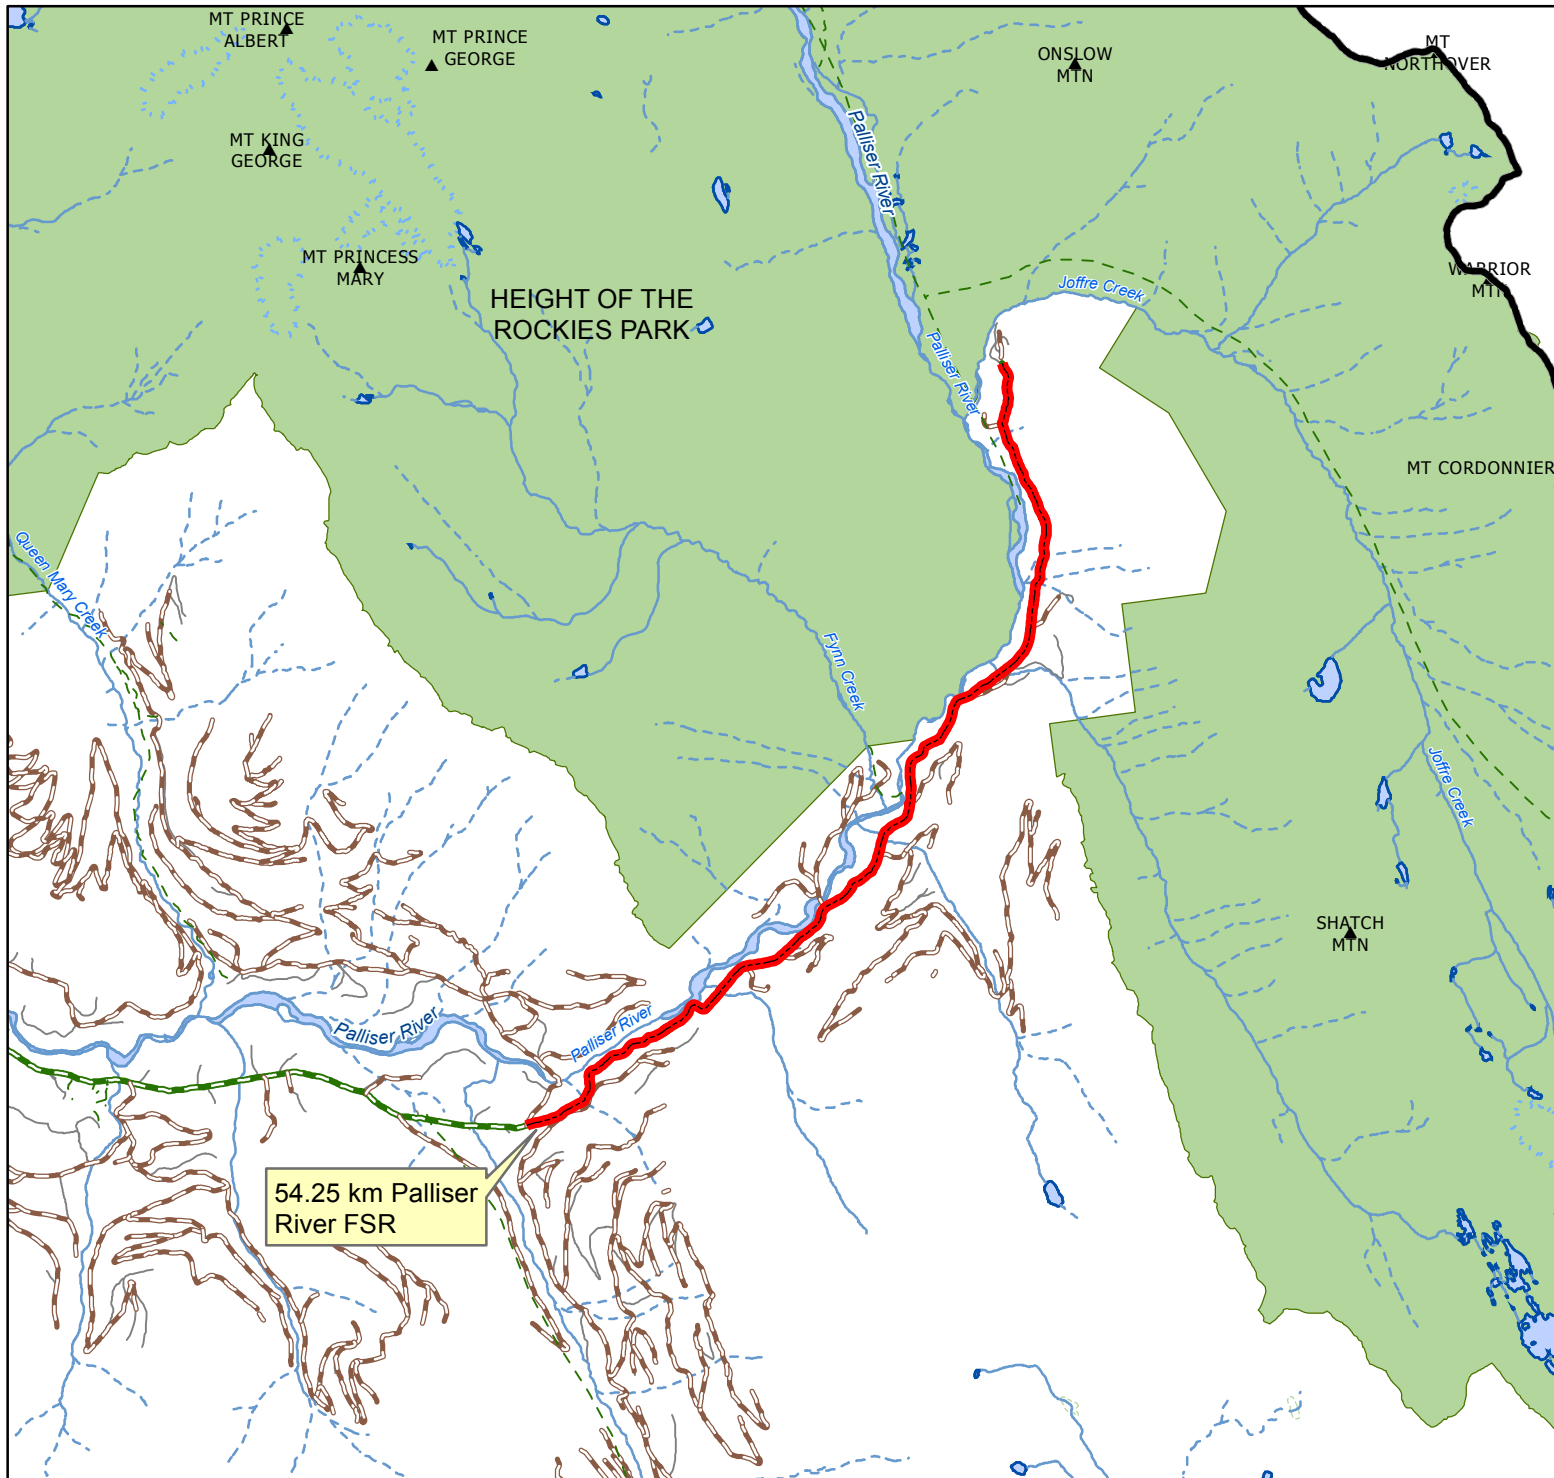 MT PRINCE
ALBERT
MT PRINCE
GEORGE
ONSLOW
MTN
MT
NORTHOVER
MT KING
GEORGE
Palliser River
MT PRINCESS
MARY
WARRIOR
MTN
HEIGHT OF THE
ROCKIES PARK
Joffre Creek
Palliser River
MT CORDONNIER
Queen Mary Creek
Fynn Creek
Joffre Creek
SHATCH
MTN
Palliser River
Palliser River
54.25 km Palliser
River FSR